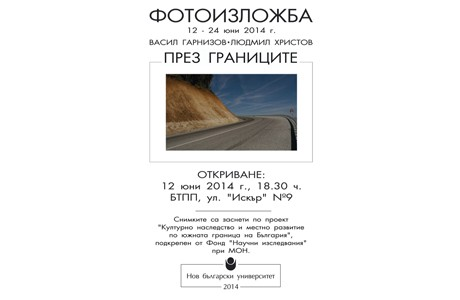 ФОТОИЗЛОЖБА
12 - 24 юни 2014 г.
ВАСИЛ ГАРНИЗОВ•ЛЮДМИЛ ХРИСТОВ
ПРЕЗ ГРАНИЦИТЕ
ОТКРИВАНЕ:
12 юни 2014 г., 18.30 ч.
БТПП, ул. "Искър" №9
Снимките са заснети по проект
"Културно наследство и местно развитие
по южната граница на България",
подкрепен от Фонд "Научни изследвания"
при МОН.
Нов български университет
2014